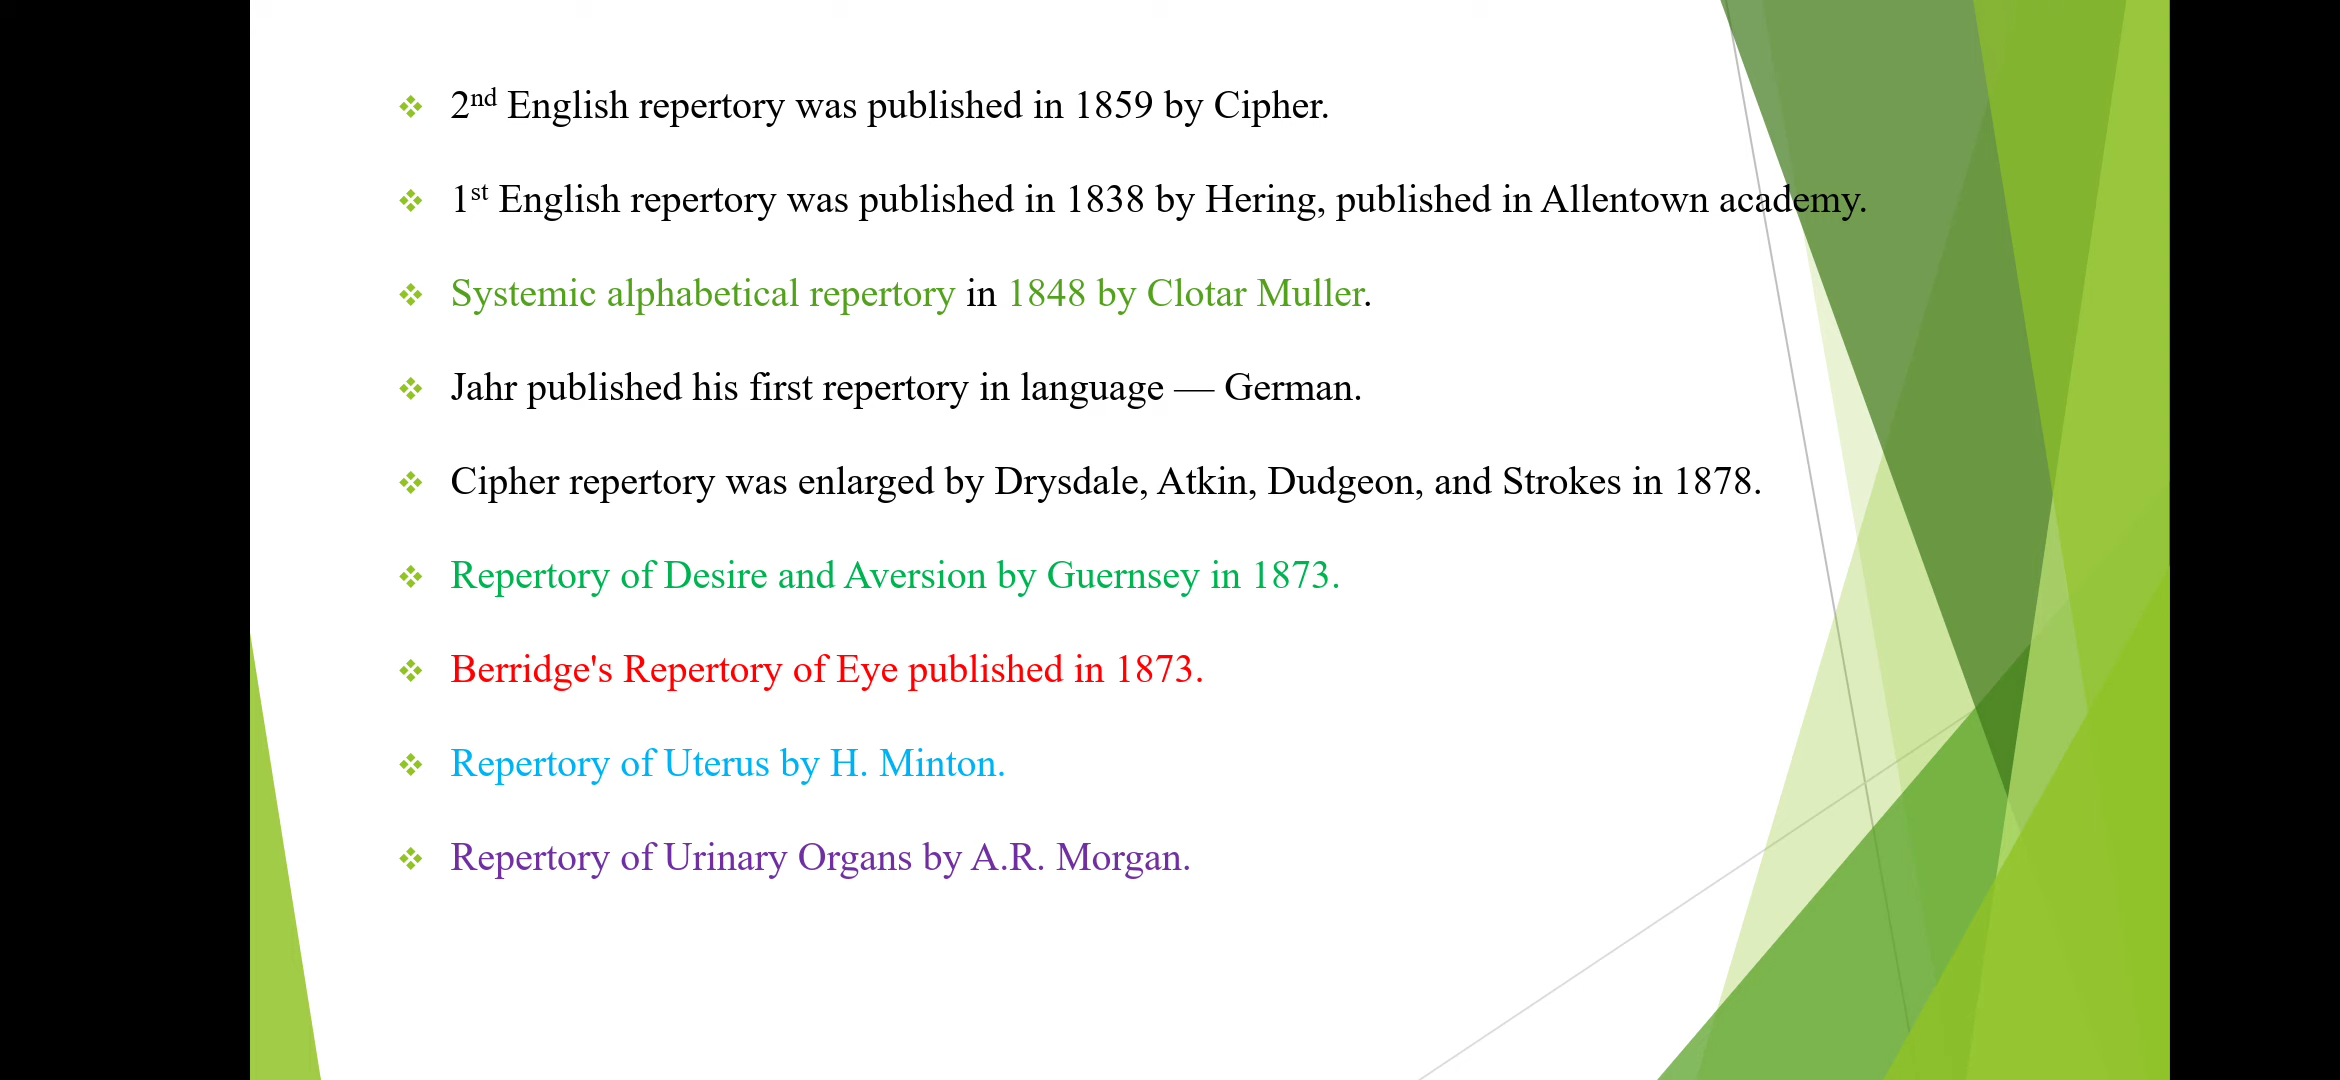 2nd English repertory was published in 1859 by Cipher.
1st English repertory was published in 1838 by Hering, published in Allentown academy.
Systemic alphabetical repertory in 1848 by Clotar Muller.
Jahr published his first repertory in language — German.
Cipher repertory was enlarged by Drysdale, Atkin, Dudgeon, and Strokes in 1878.
Repertory of Desire and Aversion by Guernsey in 1873.
Berridge's Repertory of Eye published in 1873.
Repertory of Uterus by H. Minton.
Repertory of Urinary Organs by A.R. Morgan.